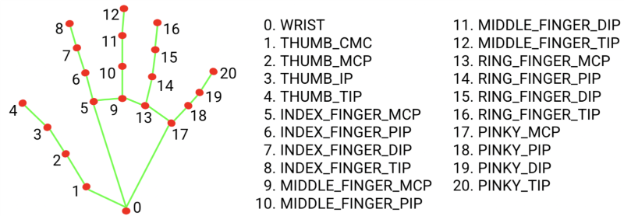 12
8
16
11
7
15
20
6
10
14
19
4
5
9
13
18
3
17
2
1
0
0. WRIST
1. THUMB_CMC
2. THUMB_MCP
3. THUMB_IP
4. THUMB_TIP
5. INDEX_FINGER_MCP
6. INDEX_FINGER_PIP
7. INDEX_FINGER_DIP
8. INDEX_FINGER_TIP
9. MIDDLE_FINGER_MCP
10. MIDDLE_FINGER_PIP
11. MIDDLE_FINGER_DIP
12. MIDDLE_FINGER_TIP
13. RING_FINGER_MCP
14. RING_FINGER_PIP
15. RING_FINGER_DIP
16. RING_FINGER_TIP
17. PINKY_MCP
18. PINKY_PIP
19. PINKY_DIP
20. PINKY_TIP